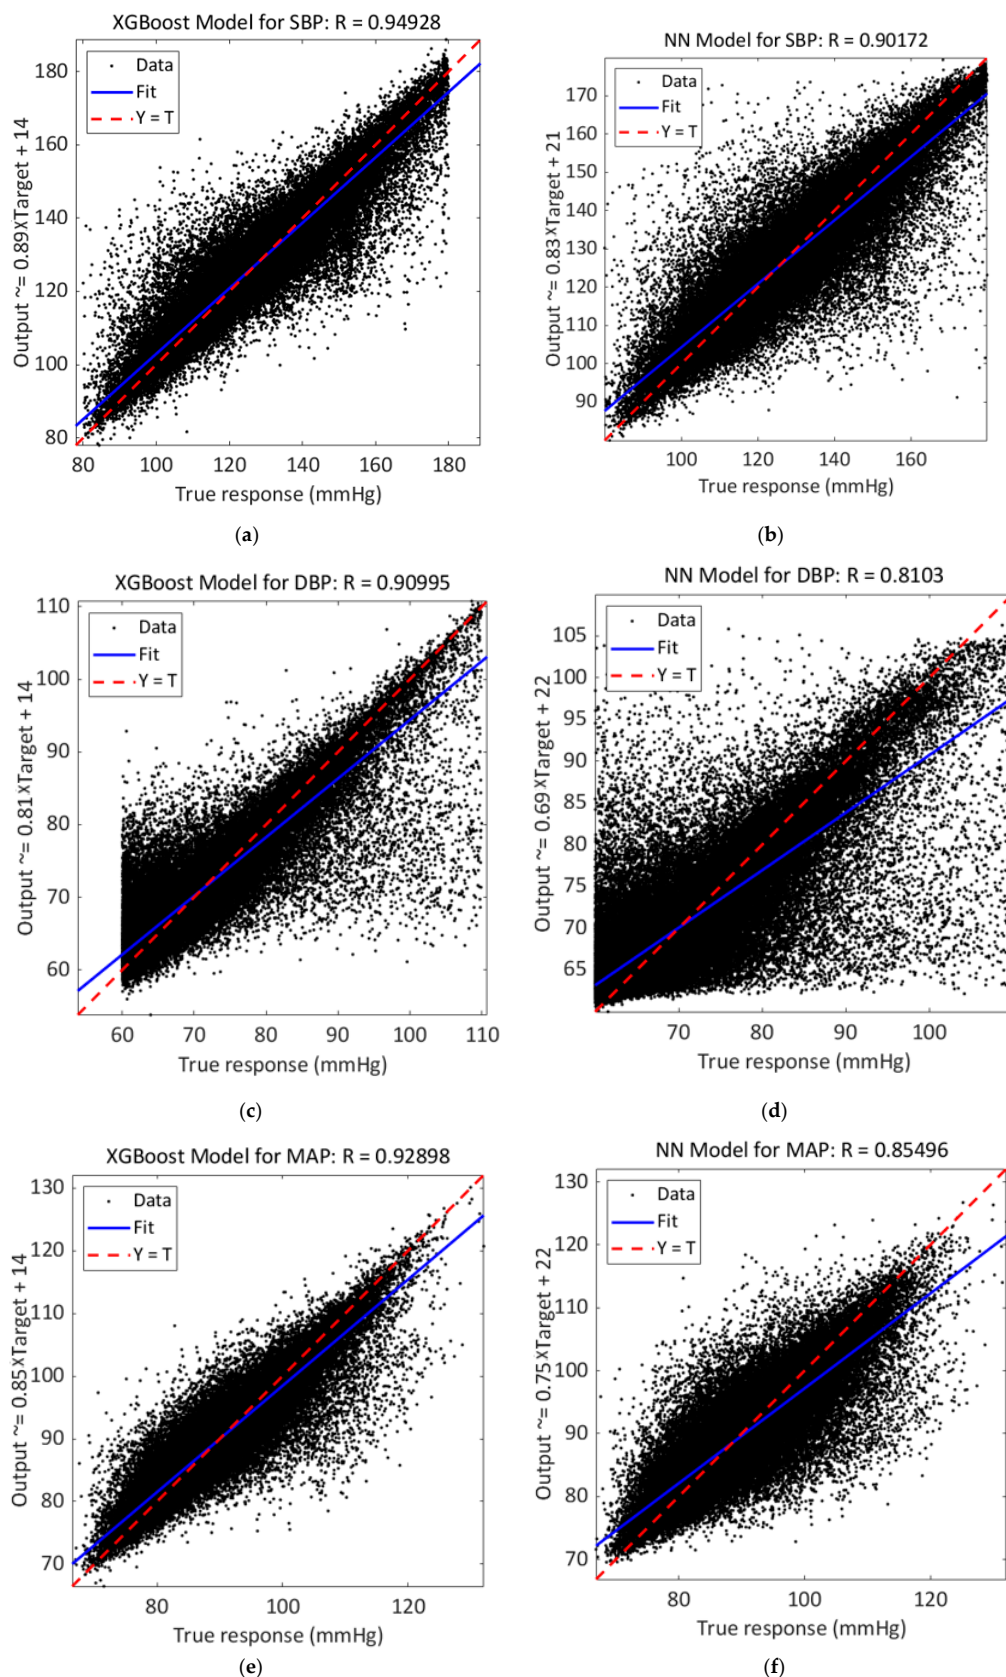 XGBoost Model for SBP: R = 0.94928
Data
Fit
Y = T
Output ~= 0.89×Target + 14
180
160
140
120
100
80
80 100 120 140 160 180 200
True response (mmHg)
(a)
NN Model for SBP: R = 0.90172
Data
Fit
Y = T
Output ~= 0.83×Target + 21
170
160
150
140
130
120
110
100
90
100 120 140 160
True response (mmHg)
(b)
XGBoost Model for DBP: R = 0.90995
Data
Fit
Y = T
Output ~= 0.81×Target + 14
110
100
90
80
70
60
60 70 80 90 100 110
True response (mmHg)
(c)
NN Model for DBP: R = 0.8103
Data
Fit
Y = T
Output ~= 0.69×Target + 22
105
100
95
90
85
80
75
70
65
70 80 90 100
True response (mmHg)
(d)
XGBoost Model for MAP: R = 0.92898
Data
Fit
Y = T
Output ~= 0.85×Target + 14
130
120
110
100
90
80
70
80 100 120
True response (mmHg)
(e)
NN Model for MAP: R = 0.85496
Data
Fit
Y = T
Output ~= 0.75×Target + 22
130
120
110
100
90
80
70
80 100 120
True response (mmHg)
(f)